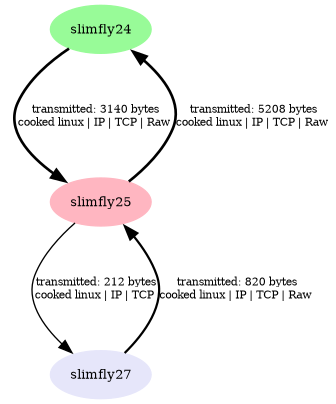 slimfly24
transmitted: 3140 bytes
cooked linux | IP | TCP | Raw
transmitted: 5208 bytes
cooked linux | IP | TCP | Raw
slimfly25
transmitted: 212 bytes
cooked linux | IP | TCP
transmitted: 820 bytes
cooked linux | IP | TCP | Raw
slimfly27